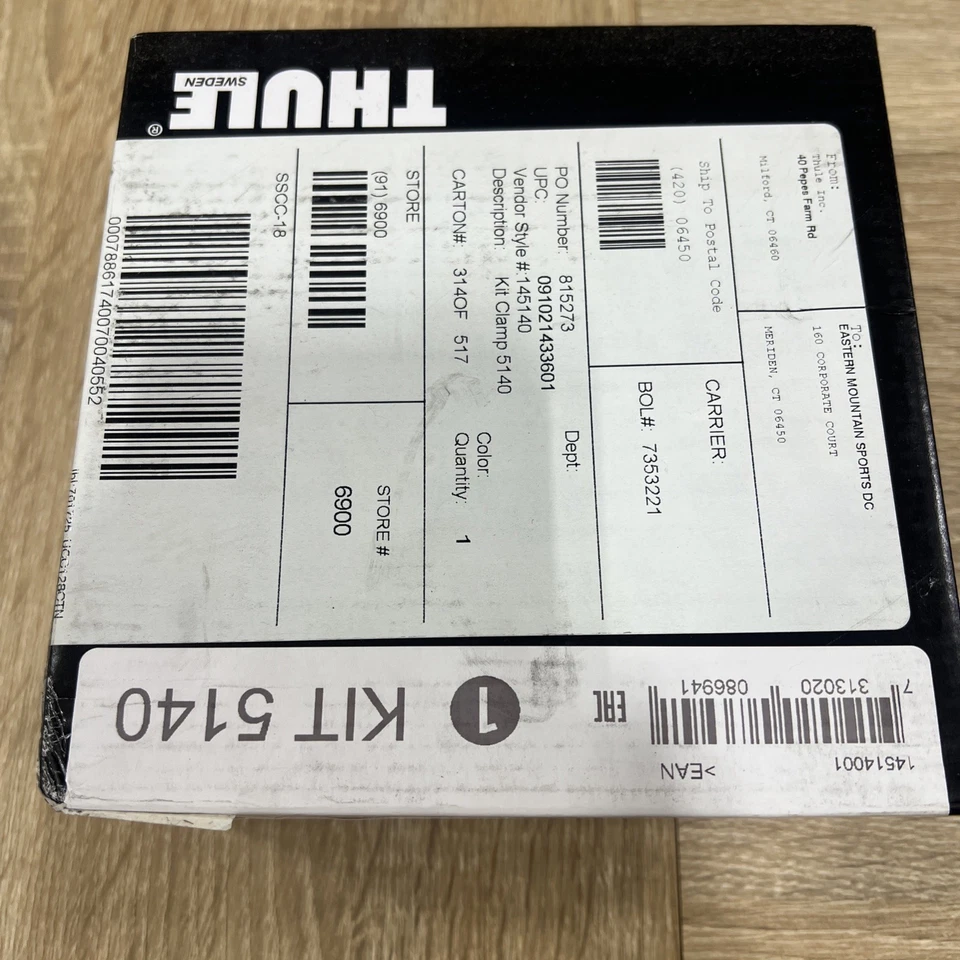 THULE®
SWEDEN
From:
Thule Inc.
40 Pepes Farm Rd
Milford, CT 06460
To:
EASTERN MOUNTAIN SPORTS DC
160 CORPORATE COURT
MERIDEN, CT 06450
Ship To Postal Code
(420) 06450
CARRIER:
BOL#: 7353221
PO Number: 815273
UPC: 091021433601
Vendor Style #:145140
Description: Kit Clamp 5140
CARTON#: 314OF 517
Dept:
Color:
Quantity: 1
STORE
(91) 6900
STORE #
6900
SSCC-18
00078861740070040552
14514001
>EAN
7 313020 086941
EAC
1 KIT 5140